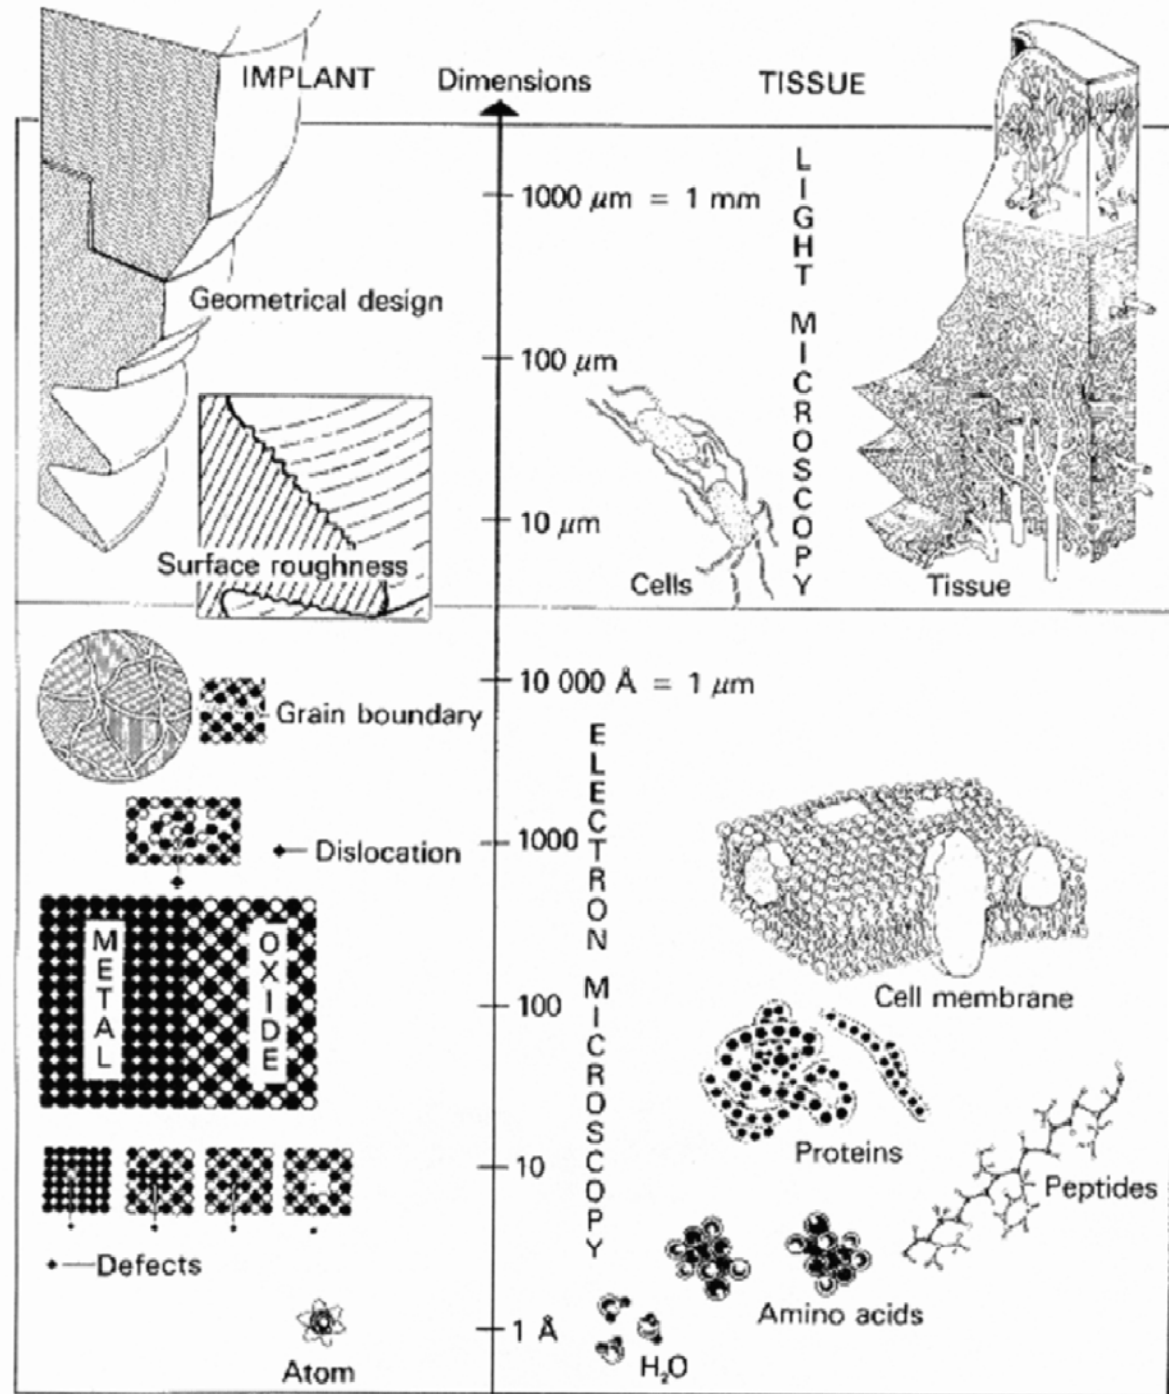 IMPLANT
Dimensions
TISSUE
1000 µm = 1 mm
LIGHT MICROSCOPY
Geometrical design
100 µm
10 µm
Surface roughness
Cells
Tissue
10 000 Å = 1 µm
Grain boundary
ELECTRON MICROSCOPY
1000
Dislocation
METAL
OXIDE
Cell membrane
100
Proteins
10
Peptides
Defects
Amino acids
1 Å
H₂O
Atom